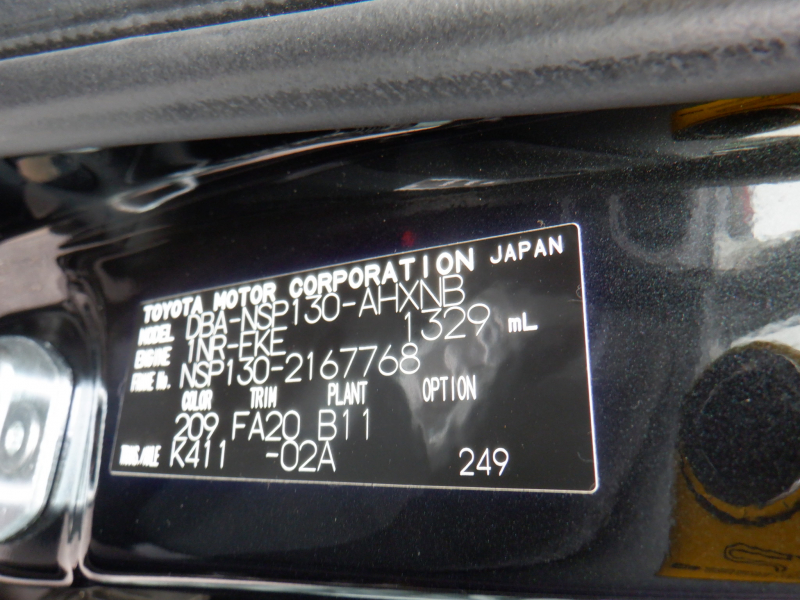 TOYOTA MOTOR CORPORATION JAPAN
MODEL DBA-NSP130-AHXNB
ENGINE 1NR-FKE 1329 mL
FRAME No. NSP130-2167768
COLOR TRIM PLANT OPTION
209 FA20 B11
TRANS/AXLE K411 -02A 249